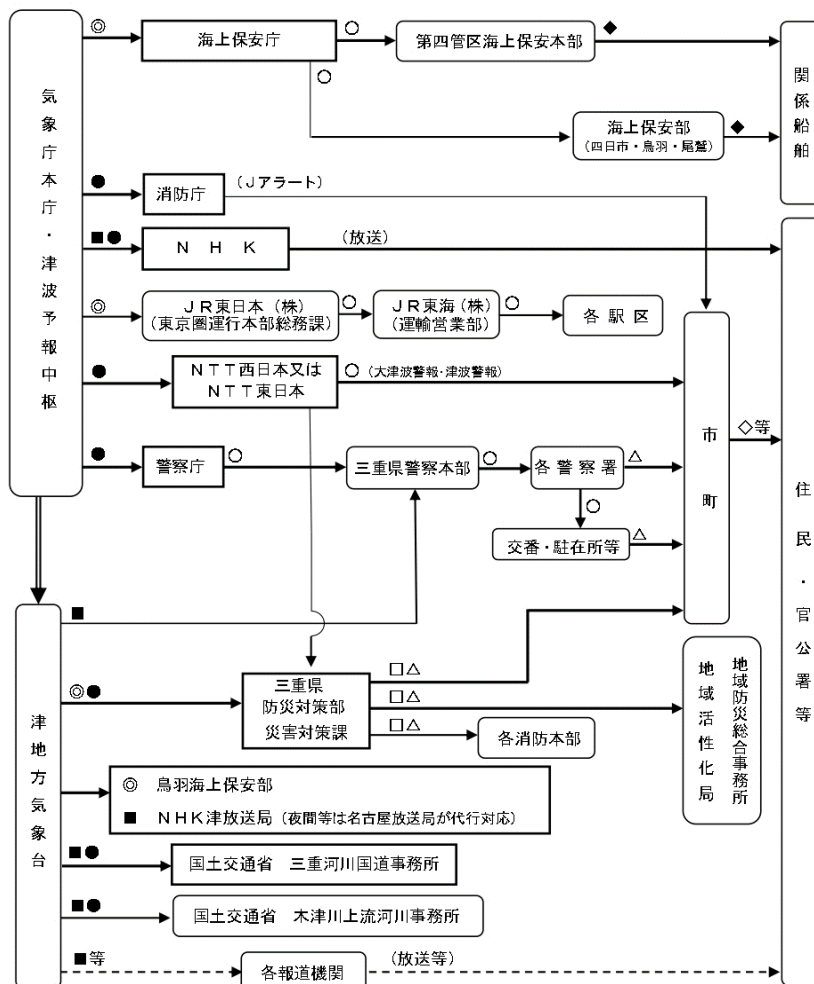 気象庁本庁・津波予報中枢
◎
海上保安庁
○
第四管区海上保安本部
◆
関係船舶
○
海上保安部
(四日市・鳥羽・尾鷲)
◆
●
消防庁
(Jアラート)
■●
NHK
(放送)
◎
JR東日本(株)
(東京圏運行本部総務課)
○
JR東海(株)
(運輸営業部)
○
各駅区
●
NTT西日本又は
NTT東日本
○(大津波警報・津波警報)
市町
◇等
住民・官公署等
●
警察庁
○
三重県警察本部
○
各警察署
△
○
交番・駐在所等
△
津地方気象台
■
◎●
三重県
防災対策部
災害対策課
□△
□△
□△
各消防本部
地域防災総合事務所
地域活性化局
◎ 鳥羽海上保安部
■ NHK津放送局(夜間等は名古屋放送局が代行対応)
■●
国土交通省 三重河川国道事務所
■●
国土交通省 木津川上流河川事務所
■等
各報道機関
(放送等)